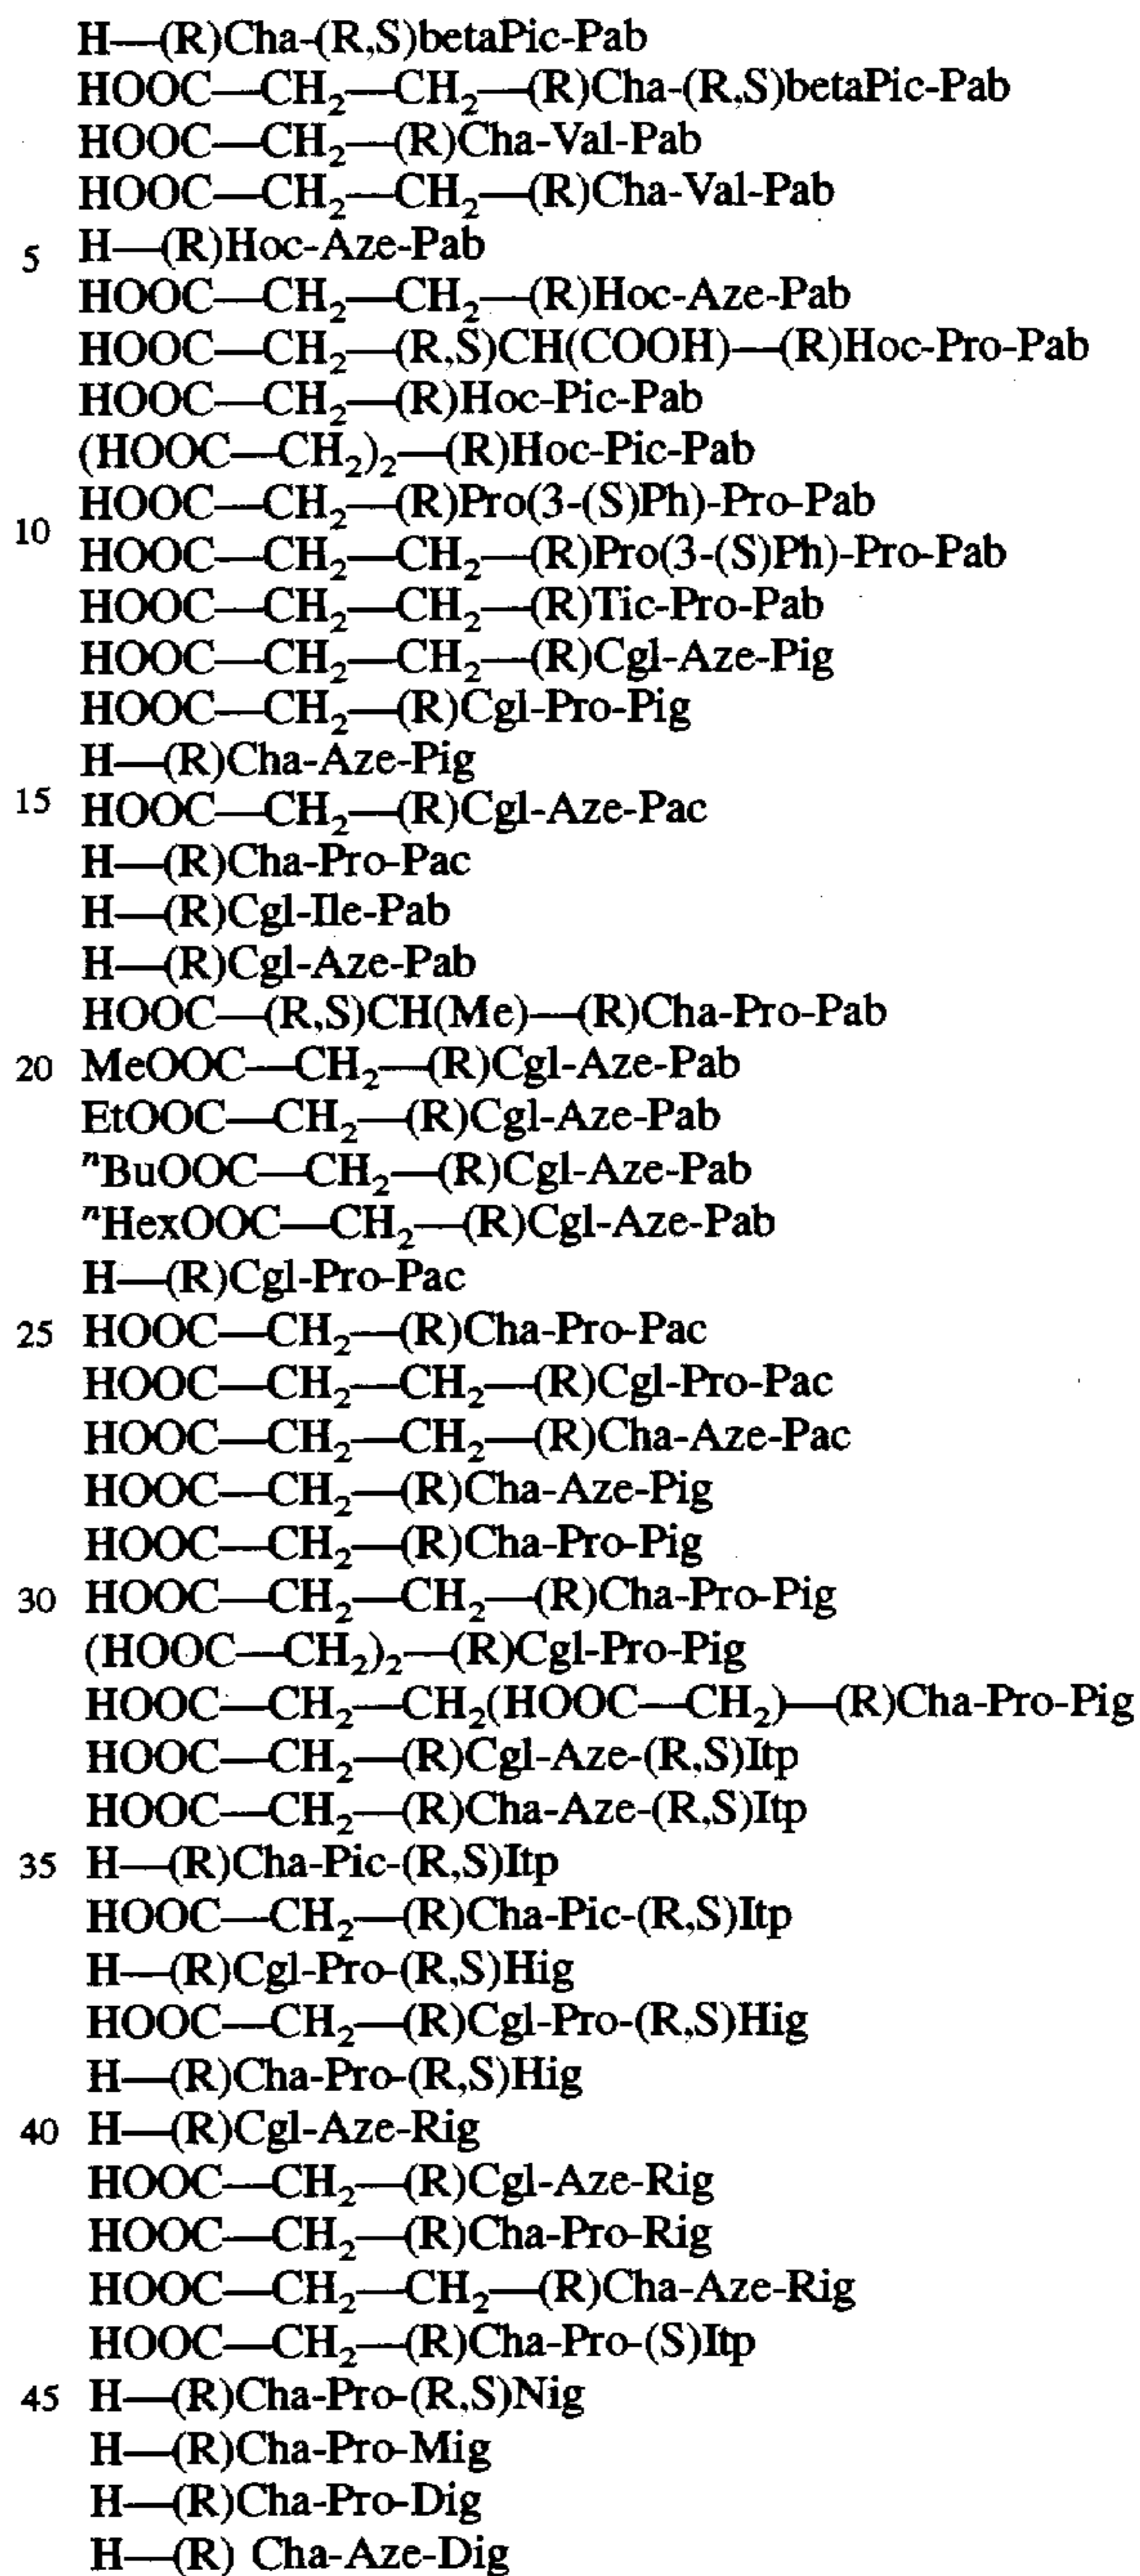 H—(R)Cha-(R,S)betaPic-Pab
HOOC—CH₂—CH₂—(R)Cha-(R,S)betaPic-Pab
HOOC—CH₂—(R)Cha-Val-Pab
HOOC—CH₂—CH₂—(R)Cha-Val-Pab
5 H—(R)Hoc-Aze-Pab
HOOC—CH₂—CH₂—(R)Hoc-Aze-Pab
HOOC—CH₂—(R,S)CH(COOH)—(R)Hoc-Pro-Pab
HOOC—CH₂—(R)Hoc-Pic-Pab
(HOOC—CH₂)₂—(R)Hoc-Pic-Pab
10 HOOC—CH₂—(R)Pro(3-(S)Ph)-Pro-Pab
HOOC—CH₂—CH₂—(R)Pro(3-(S)Ph)-Pro-Pab
HOOC—CH₂—CH₂—(R)Tic-Pro-Pab
HOOC—CH₂—CH₂—(R)Cgl-Aze-Pig
HOOC—CH₂—(R)Cgl-Pro-Pig
H—(R)Cha-Aze-Pig
15 HOOC—CH₂—(R)Cgl-Aze-Pac
H—(R)Cha-Pro-Pac
H—(R)Cgl-Ile-Pab
H—(R)Cgl-Aze-Pab
HOOC—(R,S)CH(Me)—(R)Cha-Pro-Pab
20 MeOOC—CH₂—(R)Cgl-Aze-Pab
EtOOC—CH₂—(R)Cgl-Aze-Pab
ⁿBuOOC—CH₂—(R)Cgl-Aze-Pab
ⁿHexOOC—CH₂—(R)Cgl-Aze-Pab
H—(R)Cgl-Pro-Pac
25 HOOC—CH₂—(R)Cha-Pro-Pac
HOOC—CH₂—CH₂—(R)Cgl-Pro-Pac
HOOC—CH₂—CH₂—(R)Cha-Aze-Pac
HOOC—CH₂—(R)Cha-Aze-Pig
HOOC—CH₂—(R)Cha-Pro-Pig
30 HOOC—CH₂—CH₂—(R)Cha-Pro-Pig
(HOOC—CH₂)₂—(R)Cgl-Pro-Pig
HOOC—CH₂—CH₂(HOOC—CH₂)—(R)Cha-Pro-Pig
HOOC—CH₂—(R)Cgl-Aze-(R,S)Itp
HOOC—CH₂—(R)Cha-Aze-(R,S)Itp
35 H—(R)Cha-Pic-(R,S)Itp
HOOC—CH₂—(R)Cha-Pic-(R,S)Itp
H—(R)Cgl-Pro-(R,S)Hig
HOOC—CH₂—(R)Cgl-Pro-(R,S)Hig
H—(R)Cha-Pro-(R,S)Hig
40 H—(R)Cgl-Aze-Rig
HOOC—CH₂—(R)Cgl-Aze-Rig
HOOC—CH₂—(R)Cha-Pro-Rig
HOOC—CH₂—CH₂—(R)Cha-Aze-Rig
HOOC—CH₂—(R)Cha-Pro-(S)Itp
45 H—(R)Cha-Pro-(R,S)Nig
H—(R)Cha-Pro-Mig
H—(R)Cha-Pro-Dig
H—(R) Cha-Aze-Dig